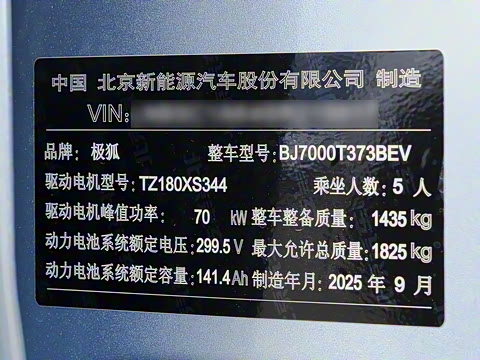 中国 北京新能源汽车股份有限公司 制造
VIN:
品牌: 极狐 整车型号: BJ7000T373BEV
驱动电机型号: TZ180XS344 乘坐人数: 5 人
驱动电机峰值功率: 70 kW 整车整备质量: 1435 kg
动力电池系统额定电压: 299.5 V 最大允许总质量: 1825 kg
动力电池系统额定容量: 141.4 Ah 制造年月: 2025 年 9 月